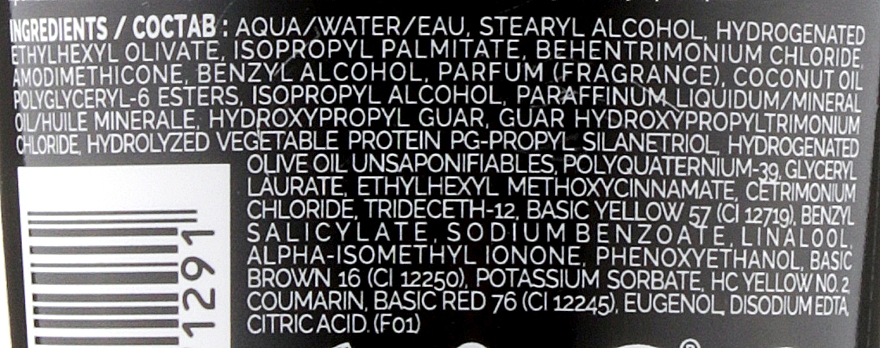 INGREDIENTS / СОСТАВ : AQUA/WATER/EAU, STEARYL ALCOHOL, HYDROGENATED
ETHYLHEXYL OLIVATE, ISOPROPYL PALMITATE, BEHENTRIMONIUM CHLORIDE,
AMODIMETHICONE, BENZYL ALCOHOL, PARFUM (FRAGRANCE), COCONUT OIL
POLYGLYCERYL-6 ESTERS, ISOPROPYL ALCOHOL, PARAFFINUM LIQUIDUM/MINERAL
OIL/HUILE MINERALE, HYDROXYPROPYL GUAR, GUAR HYDROXYPROPYLTRIMONIUM
CHLORIDE, HYDROLYZED VEGETABLE PROTEIN PG-PROPYL SILANETRIOL, HYDROGENATED
OLIVE OIL UNSAPONIFIABLES, POLYQUATERNIUM-39, GLYCERYL
LAURATE, ETHYLHEXYL METHOXYCINNAMATE, CETRIMONIUM
CHLORIDE, TRIDECETH-12, BASIC YELLOW 57 (CI 12719), BENZYL
SALICYLATE, SODIUM BENZOATE, LINALOOL,
ALPHA-ISOMETHYL IONONE, PHENOXYETHANOL, BASIC
BROWN 16 (CI 12250), POTASSIUM SORBATE, HC YELLOW NO. 2,
COUMARIN, BASIC RED 76 (CI 12245), EUGENOL, DISODIUM EDTA,
CITRIC ACID. (F01)
1291
®